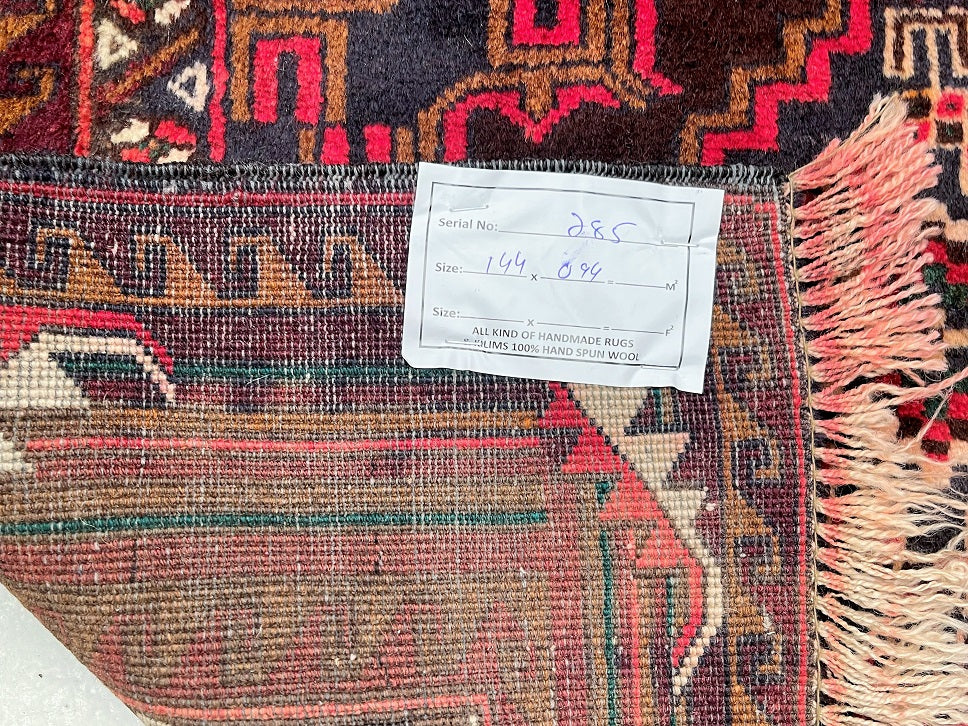 Serial No: 285
Size: 144 x 094 = M²
Size: x = F²
ALL KIND OF HANDMADE RUGS
& KILIMS 100% HAND SPUN WOOL